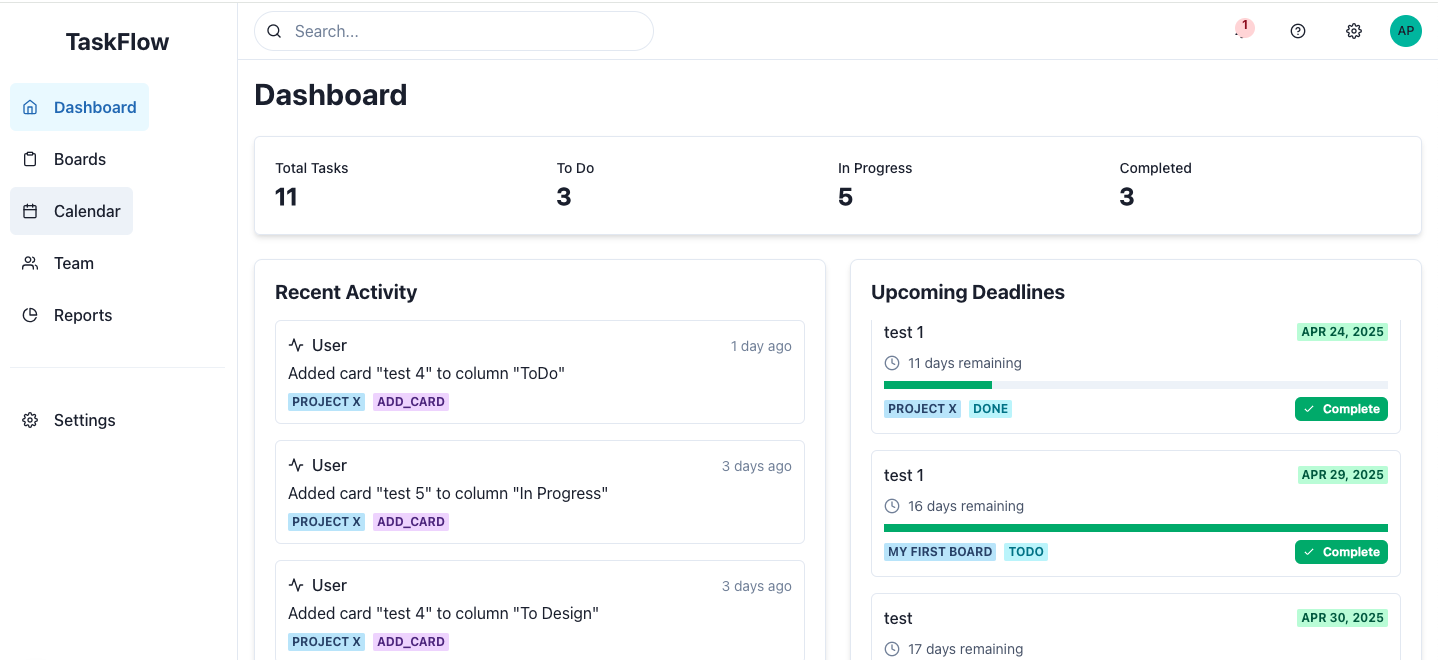 TaskFlow
Dashboard
Boards
Calendar
Team
Reports
Settings
Search...
1
AP
Dashboard
Total Tasks
11
To Do
3
In Progress
5
Completed
3
Recent Activity
User
1 day ago
Added card "test 4" to column "ToDo"
PROJECT X ADD_CARD
User
3 days ago
Added card "test 5" to column "In Progress"
PROJECT X ADD_CARD
User
3 days ago
Added card "test 4" to column "To Design"
PROJECT X ADD_CARD
Upcoming Deadlines
test 1
APR 24, 2025
11 days remaining
PROJECT X DONE
Complete
test 1
APR 29, 2025
16 days remaining
MY FIRST BOARD TODO
Complete
test
APR 30, 2025
17 days remaining